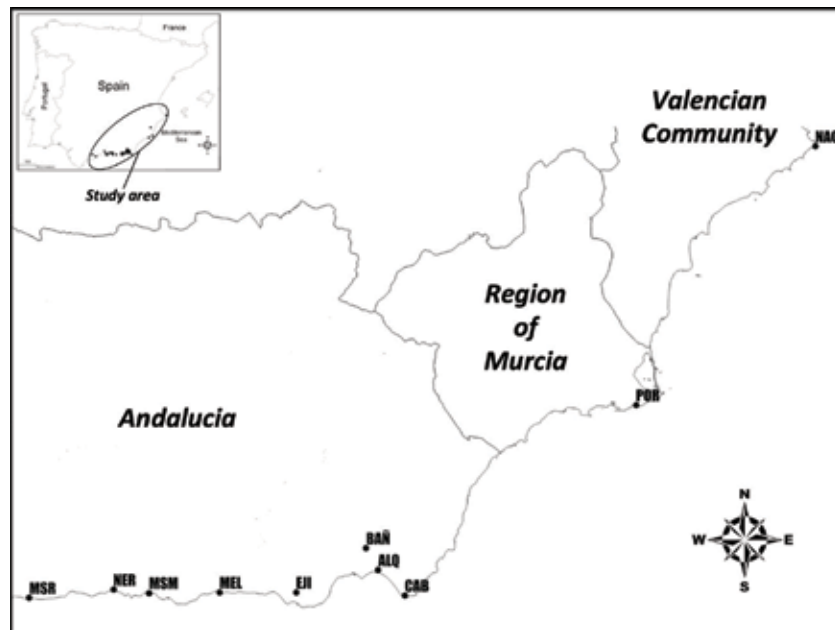 France
Portugal
Spain
Mediterranean
Sea
Study area
Valencian
Community
NAO
Region
of
Murcia
POR
Andalucia
BAÑ
ALQ
CAB
MSR
NER
MSM
MEL
EJI
N
W
E
S